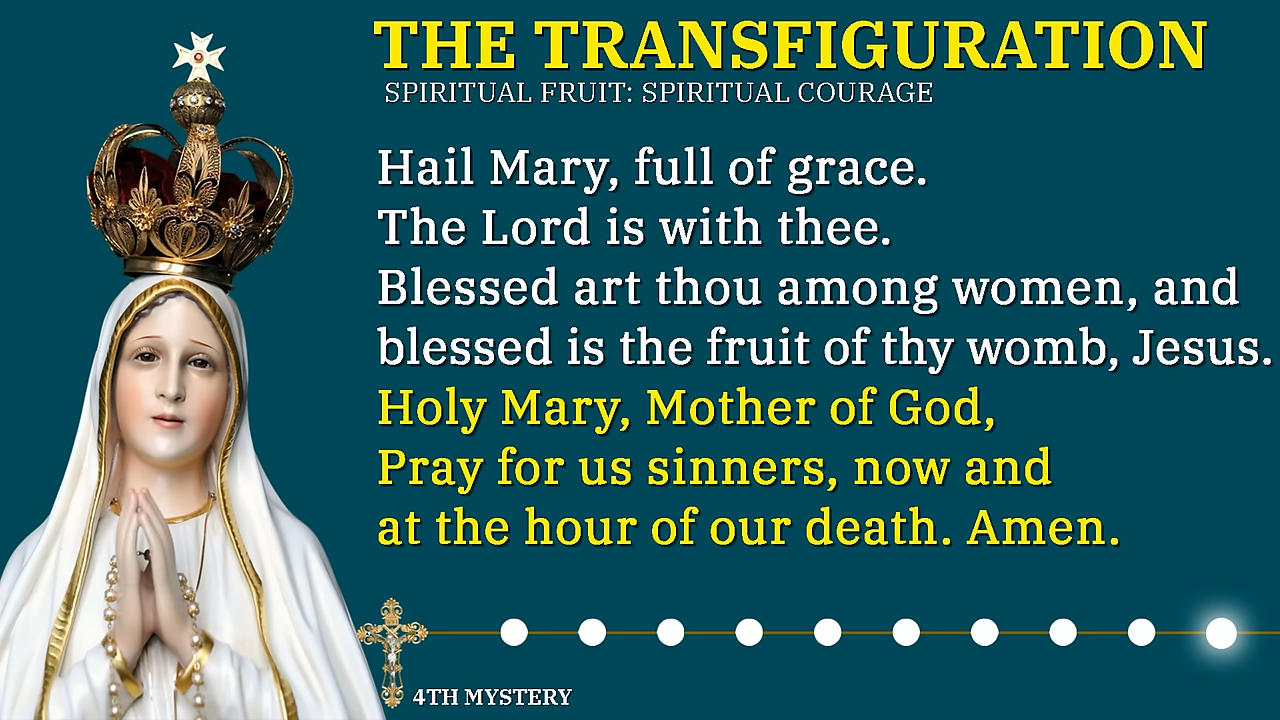 THE TRANSFIGURATION
SPIRITUAL FRUIT: SPIRITUAL COURAGE
Hail Mary, full of grace.
The Lord is with thee.
Blessed art thou among women, and
blessed is the fruit of thy womb, Jesus.
Holy Mary, Mother of God,
Pray for us sinners, now and
at the hour of our death. Amen.
4TH MYSTERY